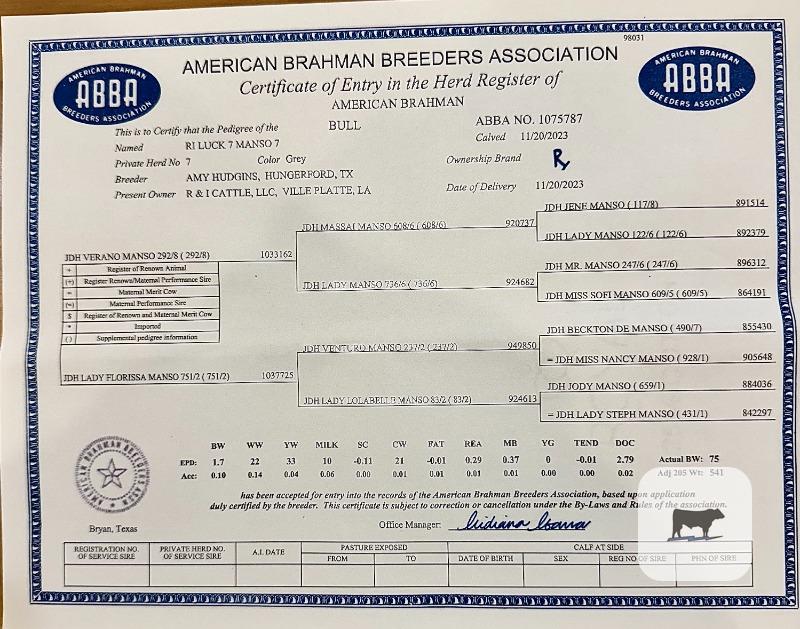 98031
AMERICAN BRAHMAN BREEDERS ASSOCIATION
Certificate of Entry in the Herd Register of
AMERICAN BRAHMAN
AMERICAN BRAHMAN
ABBA
BREEDERS ASSOCIATION
AMERICAN BRAHMAN
ABBA
BREEDERS ASSOCIATION
This is to Certify that the Pedigree of the BULL ABBA NO. 1075787
Named RI LUCK 7 MANSO 7 Calved 11/20/2023
Private Herd No 7 Color Grey Ownership Brand
Breeder AMY HUDGINS, HUNGERFORD, TX
Present Owner R & I CATTLE, LLC, VILLE PLATTE, LA Date of Delivery 11/20/2023
JDH JENE MANSO ( 117/8) 891514
JDH MASSAI MANSO 608/6 ( 608/6) 920737
JDH LADY MANSO 122/6 ( 122/6) 892379
JDH VERANO MANSO 292/8 ( 292/8) 1033162
JDH MR. MANSO 247/6 ( 247/6) 896312
JDH LADY MANSO 736/6 ( 736/6) 924682
JDH MISS SOFI MANSO 609/5 ( 609/5) 864191
+ Register of Renown Animal
(+) Register Renown/Maternal Performance Sire
= Maternal Merit Cow
(=) Maternal Performance Sire
$ Register of Renown and Maternal Merit Cow
* Imported
( ) Supplemental pedigree information
JDH BECKTON DE MANSO ( 490/7) 855430
JDH VENTURO MANSO 237/2 ( 237/2) 949850
= JDH MISS NANCY MANSO ( 928/1) 905648
JDH LADY FLORISSA MANSO 751/2 ( 751/2) 1037725
JDH JODY MANSO ( 659/1) 884036
JDH LADY LOLABELLE MANSO 83/2 ( 83/2) 924613
= JDH LADY STEPH MANSO ( 431/1) 842297
BW WW YW MILK SC CW FAT REA MB YG TEND DOC
EPD: 1.7 22 33 10 -0.11 21 -0.01 0.29 0.37 0 -0.01 2.79 Actual BW: 75
Acc: 0.10 0.14 0.04 0.06 0.00 0.01 0.01 0.01 0.01 0.00 0.00 0.02 Adj 205 Wt: 541
AMERICAN BRAHMAN BREEDERS ASSN.
has been accepted for entry into the records of the American Brahman Breeders Association, based upon application
duly certified by the breeder. This certificate is subject to correction or cancellation under the By-Laws and Rules of the association.
Bryan, Texas
Office Manager:
REGISTRATION NO. OF SERVICE SIRE
PRIVATE HERD NO. OF SERVICE SIRE
A.I. DATE
PASTURE EXPOSED
FROM TO
CALF AT SIDE
DATE OF BIRTH SEX REG NO OF SIRE PHN OF SIRE